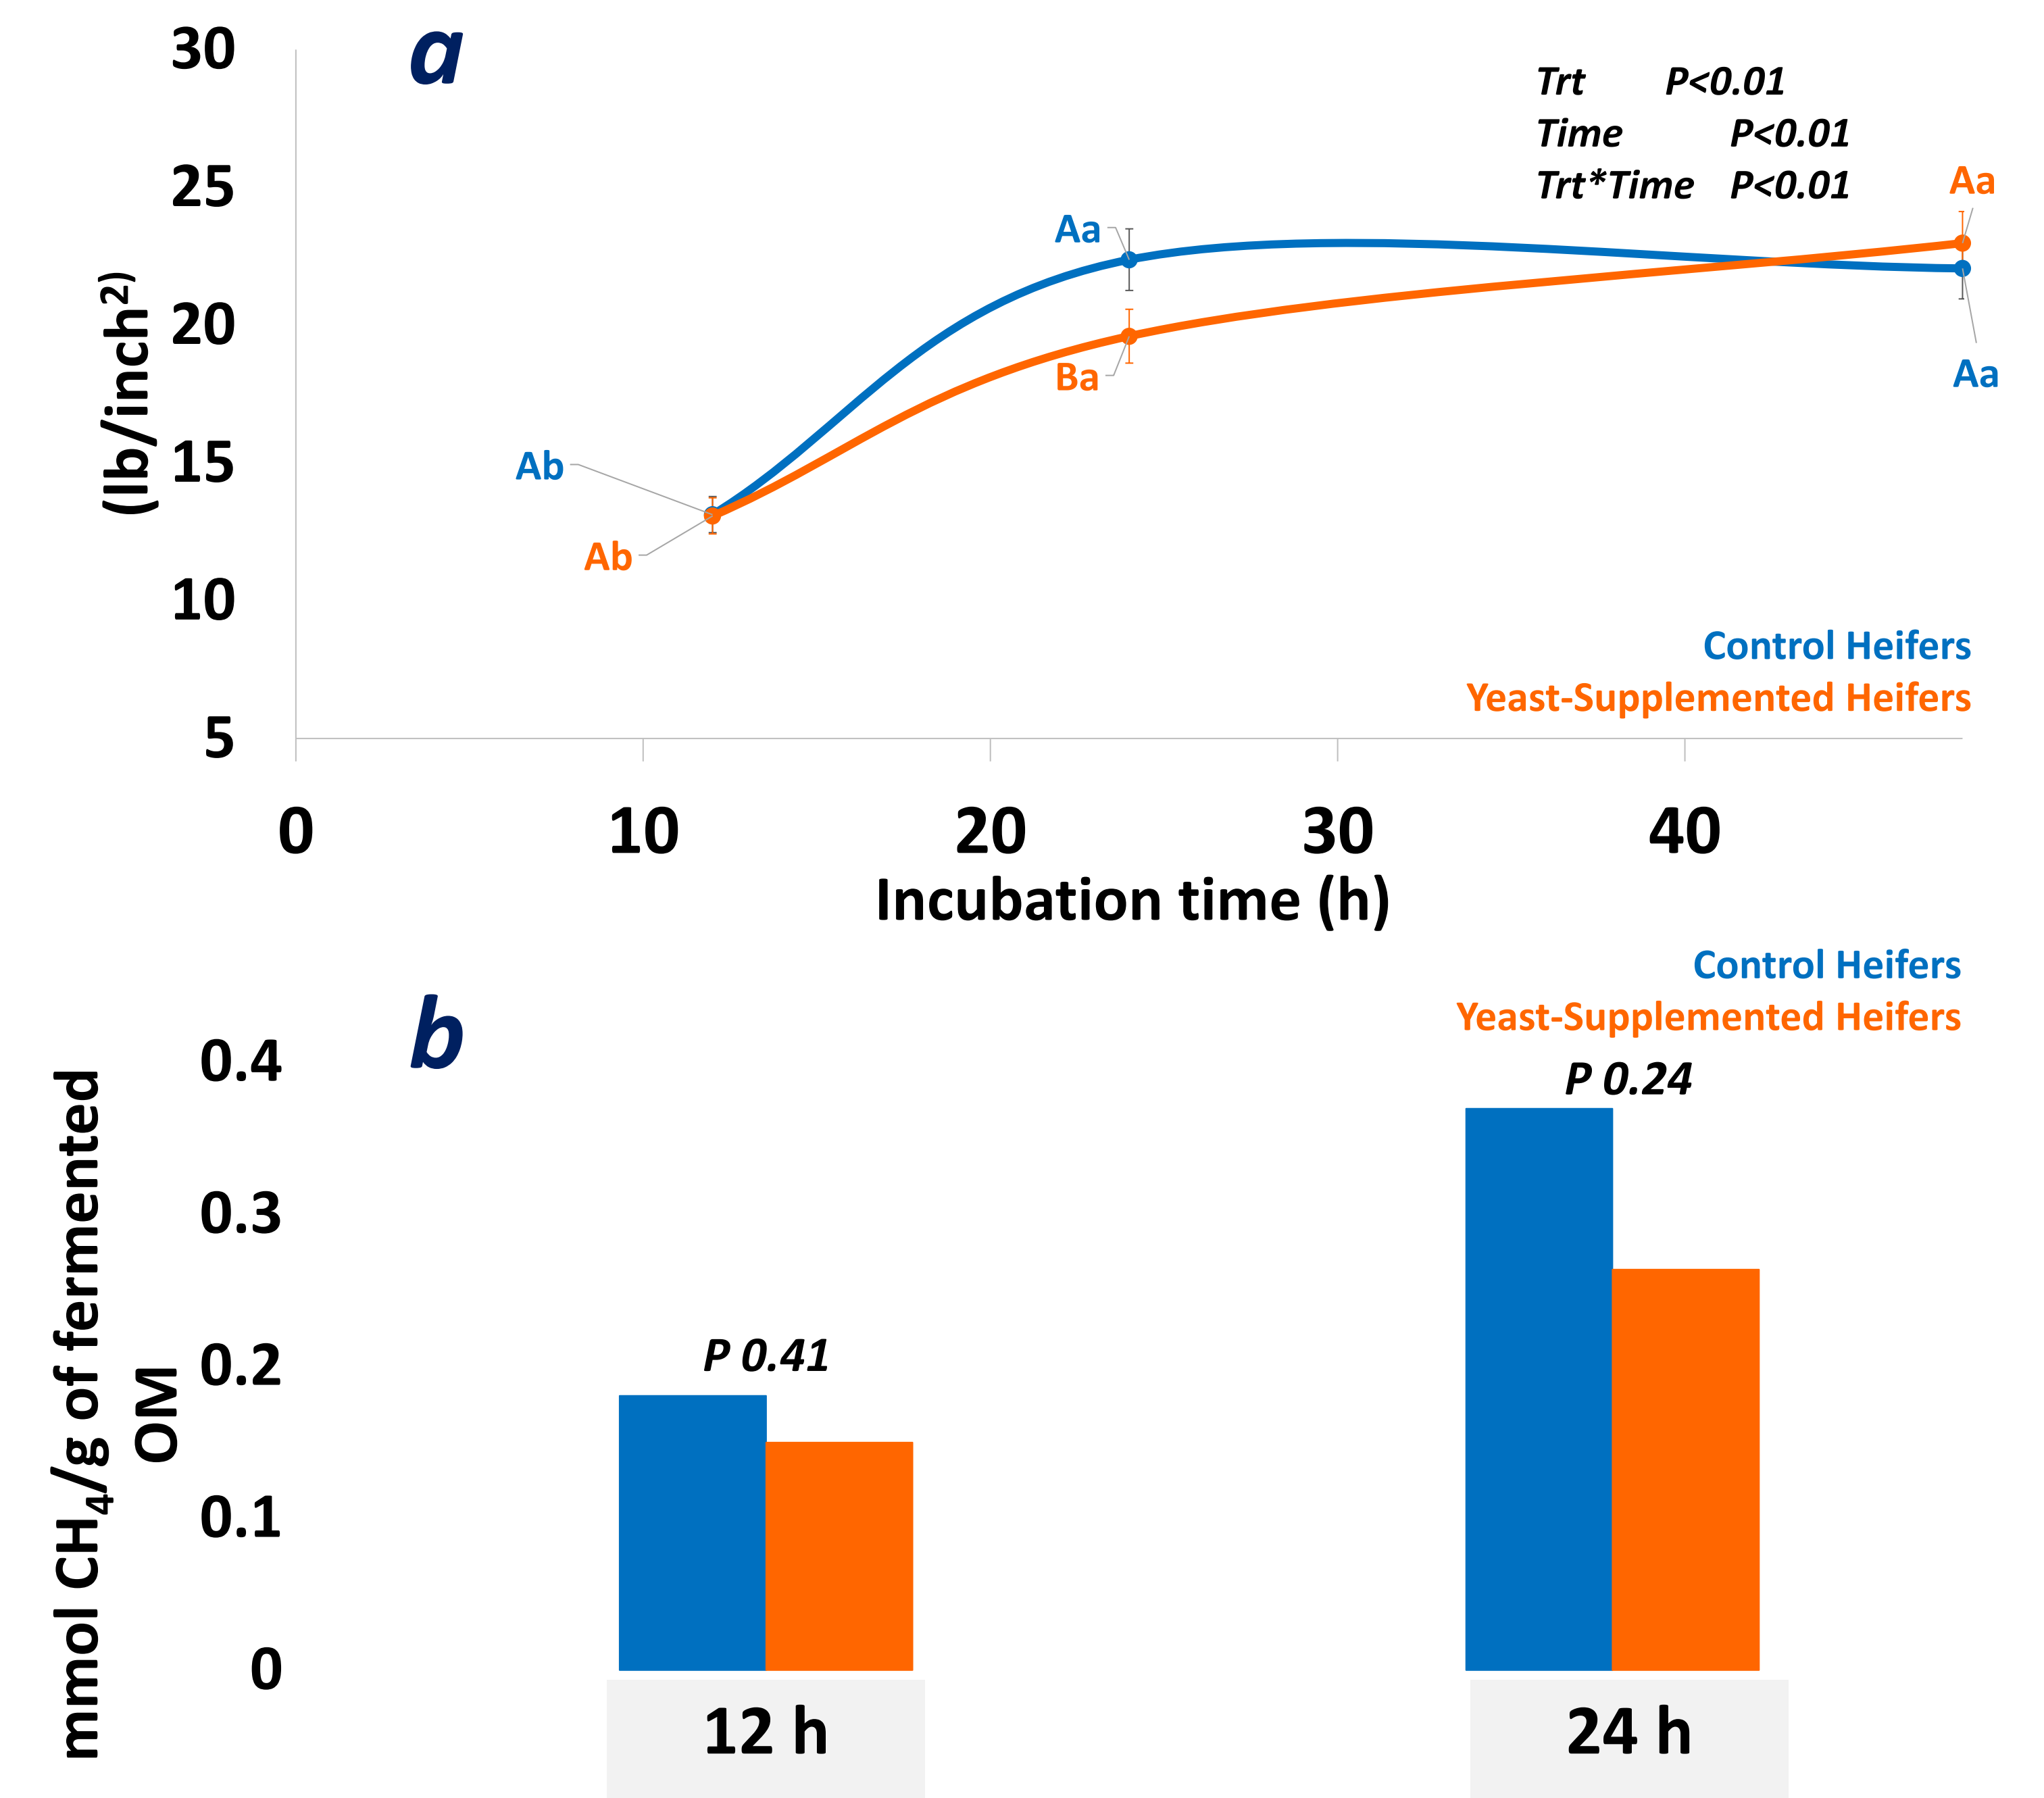 a
30
25
20
15
10
5
(lb/inch²)
Trt P<0.01
Time P<0.01
Trt*Time P<0.01
Aa
Aa
Ba
Aa
Ab
Ab
Control Heifers
Yeast-Supplemented Heifers
0 10 20 30 40
Incubation time (h)
Control Heifers
Yeast-Supplemented Heifers
b
0.4
0.3
0.2
0.1
0
mmol CH₄/g of fermented
OM
P 0.41
P 0.24
12 h
24 h